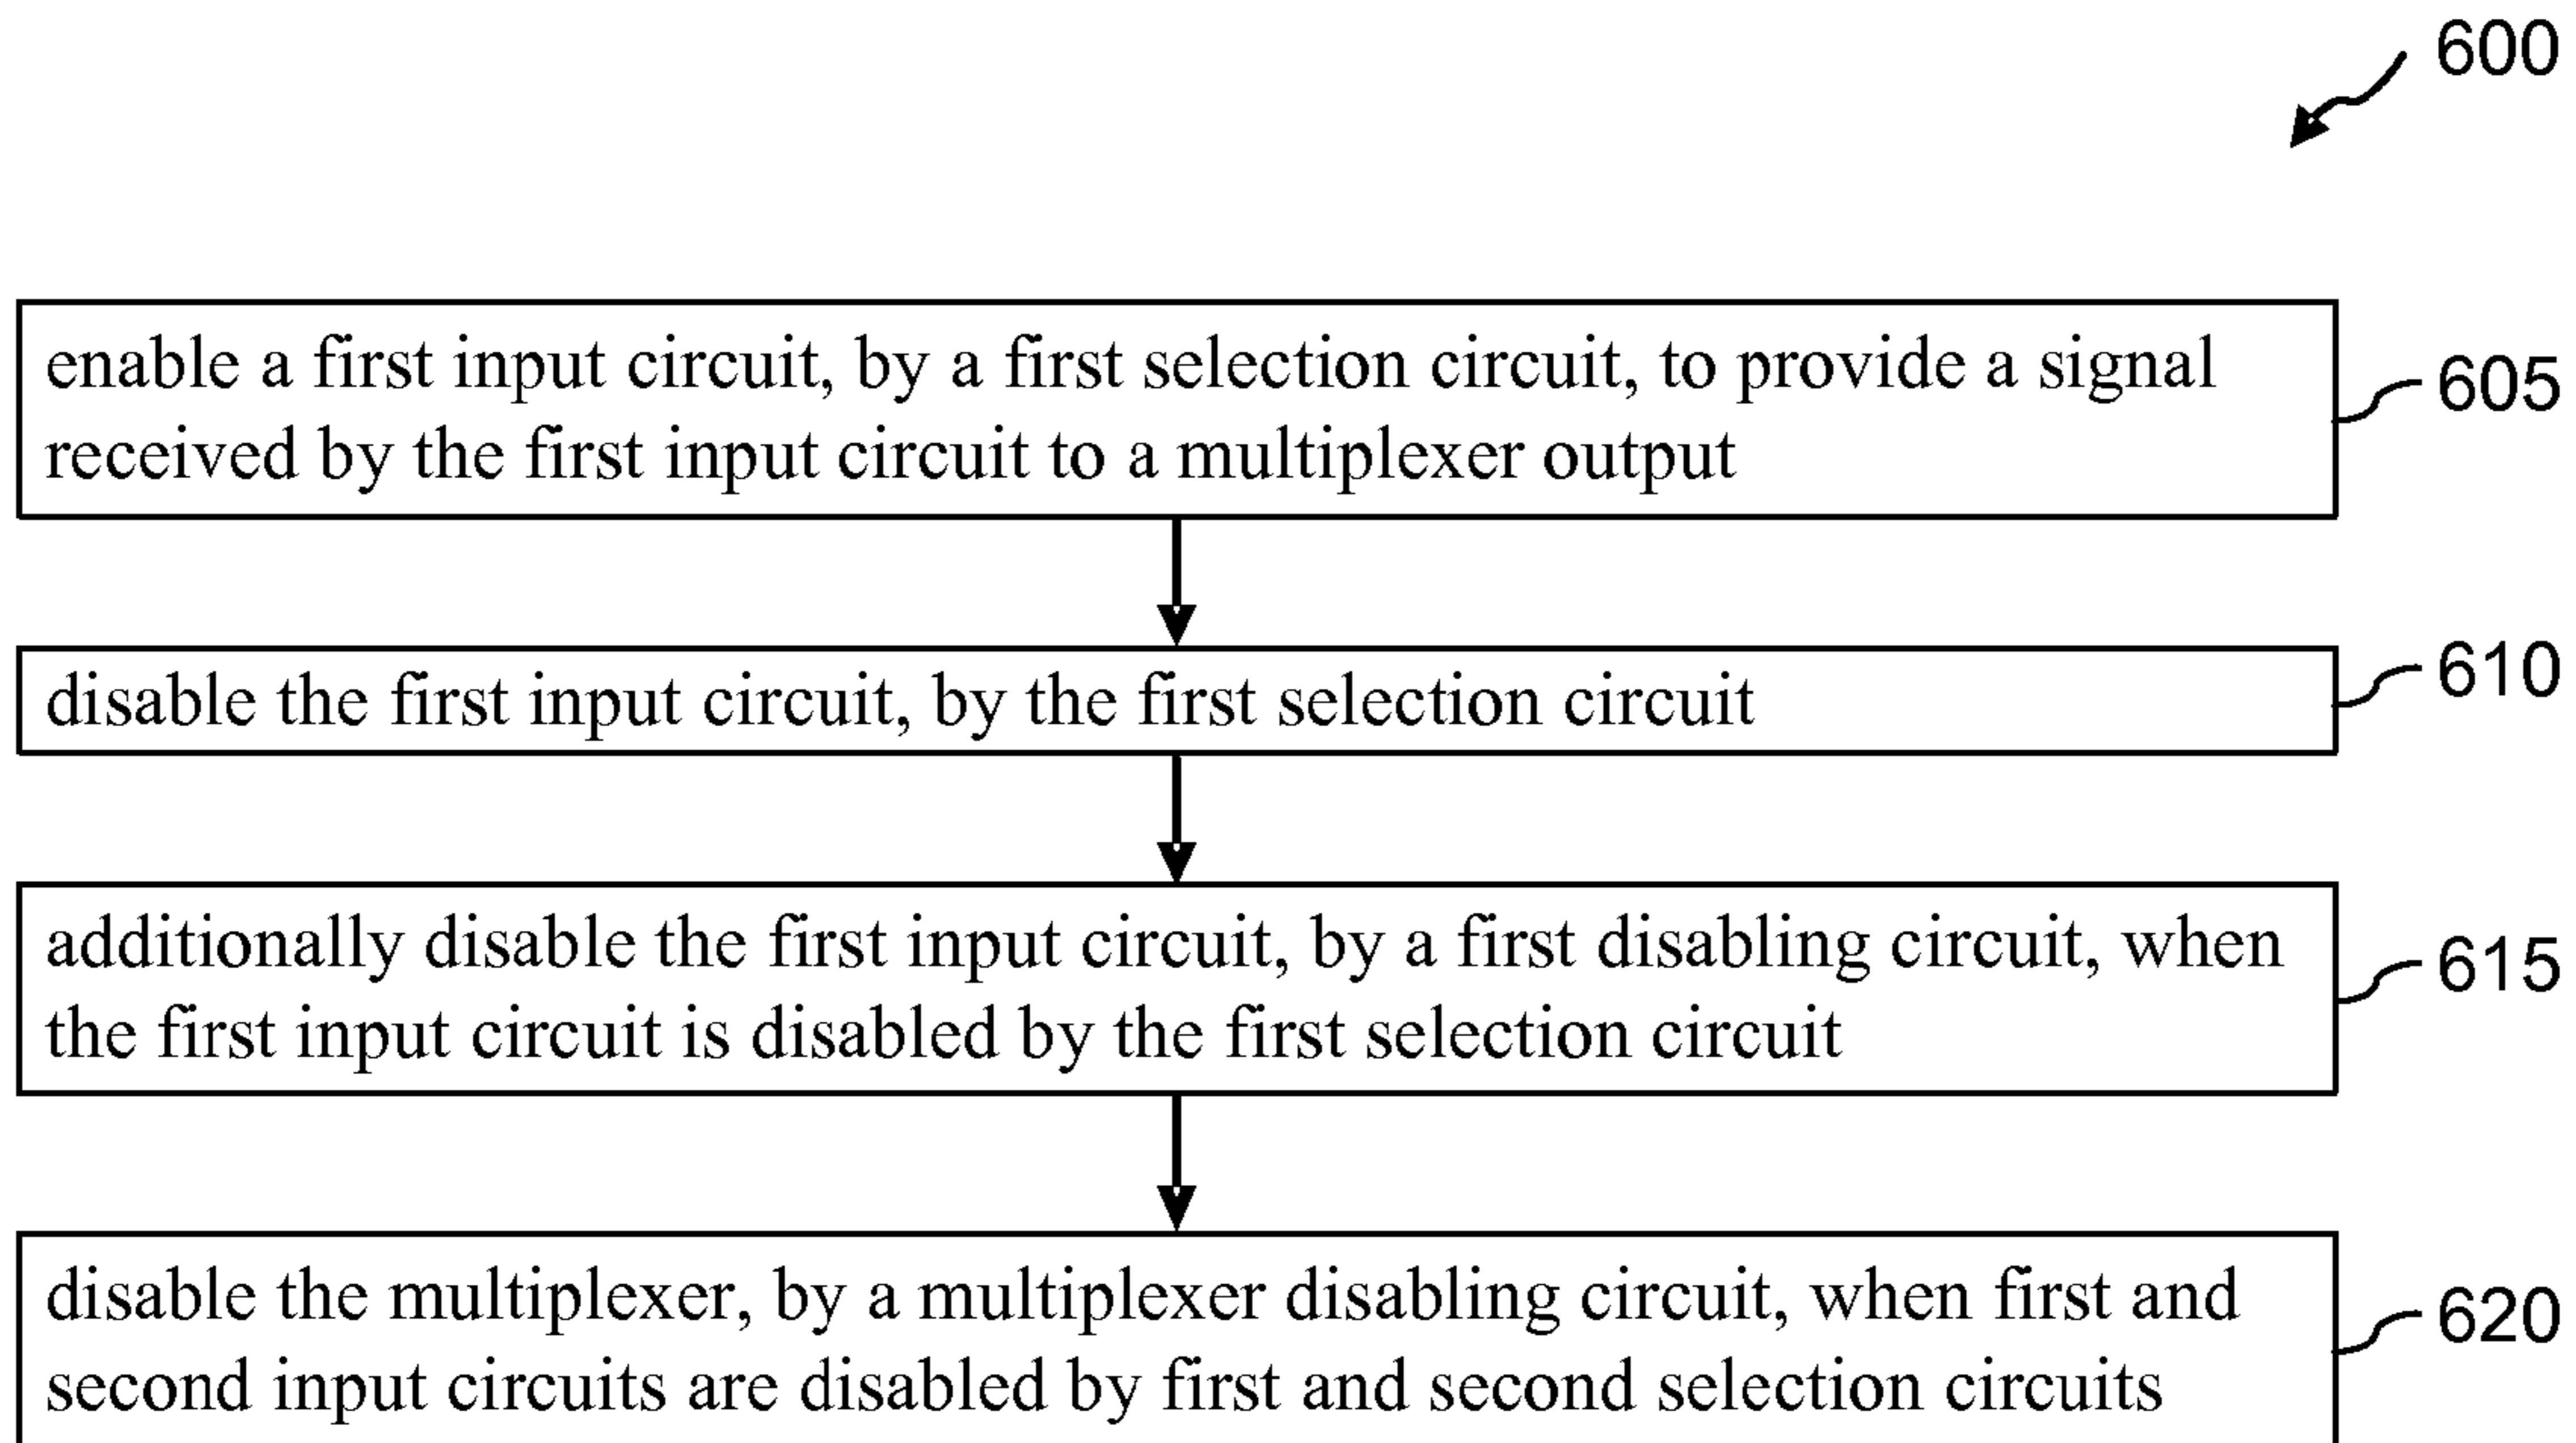 600
enable a first input circuit, by a first selection circuit, to provide a signal
received by the first input circuit to a multiplexer output
605
disable the first input circuit, by the first selection circuit
610
additionally disable the first input circuit, by a first disabling circuit, when
the first input circuit is disabled by the first selection circuit
615
disable the multiplexer, by a multiplexer disabling circuit, when first and
second input circuits are disabled by first and second selection circuits
620